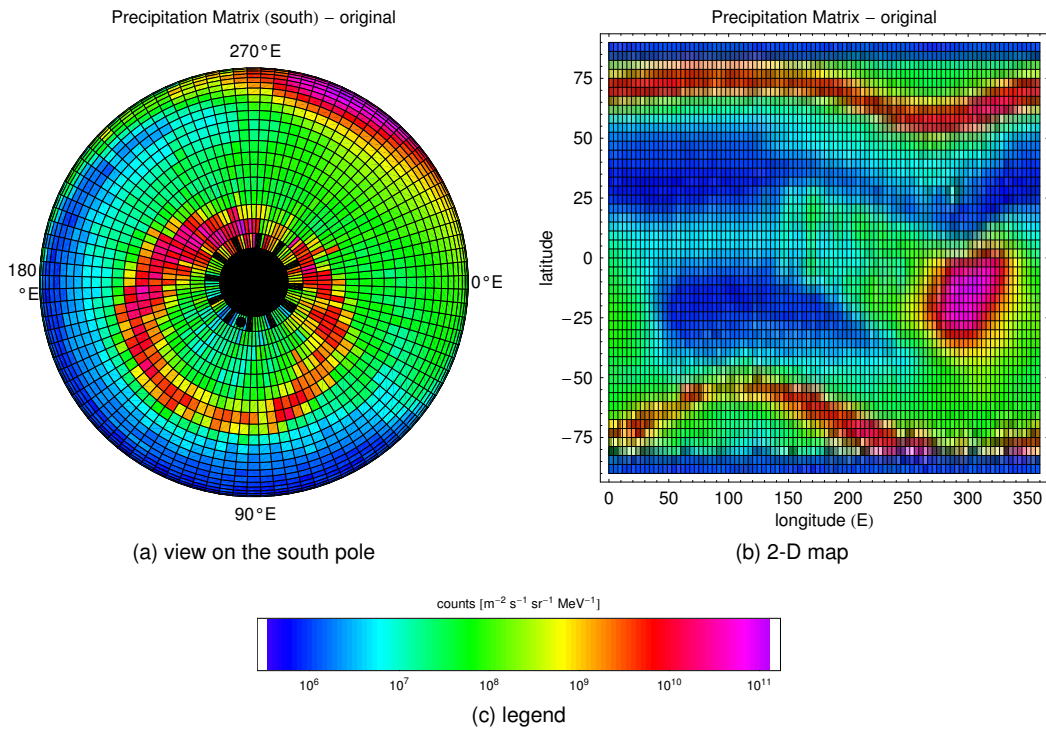 Precipitation Matrix (south) − original
270°E
180
°E
0°E
90°E
(a) view on the south pole
Precipitation Matrix − original
latitude
75
50
25
0
−25
−50
−75
0 50 100 150 200 250 300 350
longitude (E)
(b) 2-D map
counts [m⁻² s⁻¹ sr⁻¹ MeV⁻¹]
10⁶ 10⁷ 10⁸ 10⁹ 10¹⁰ 10¹¹
(c) legend